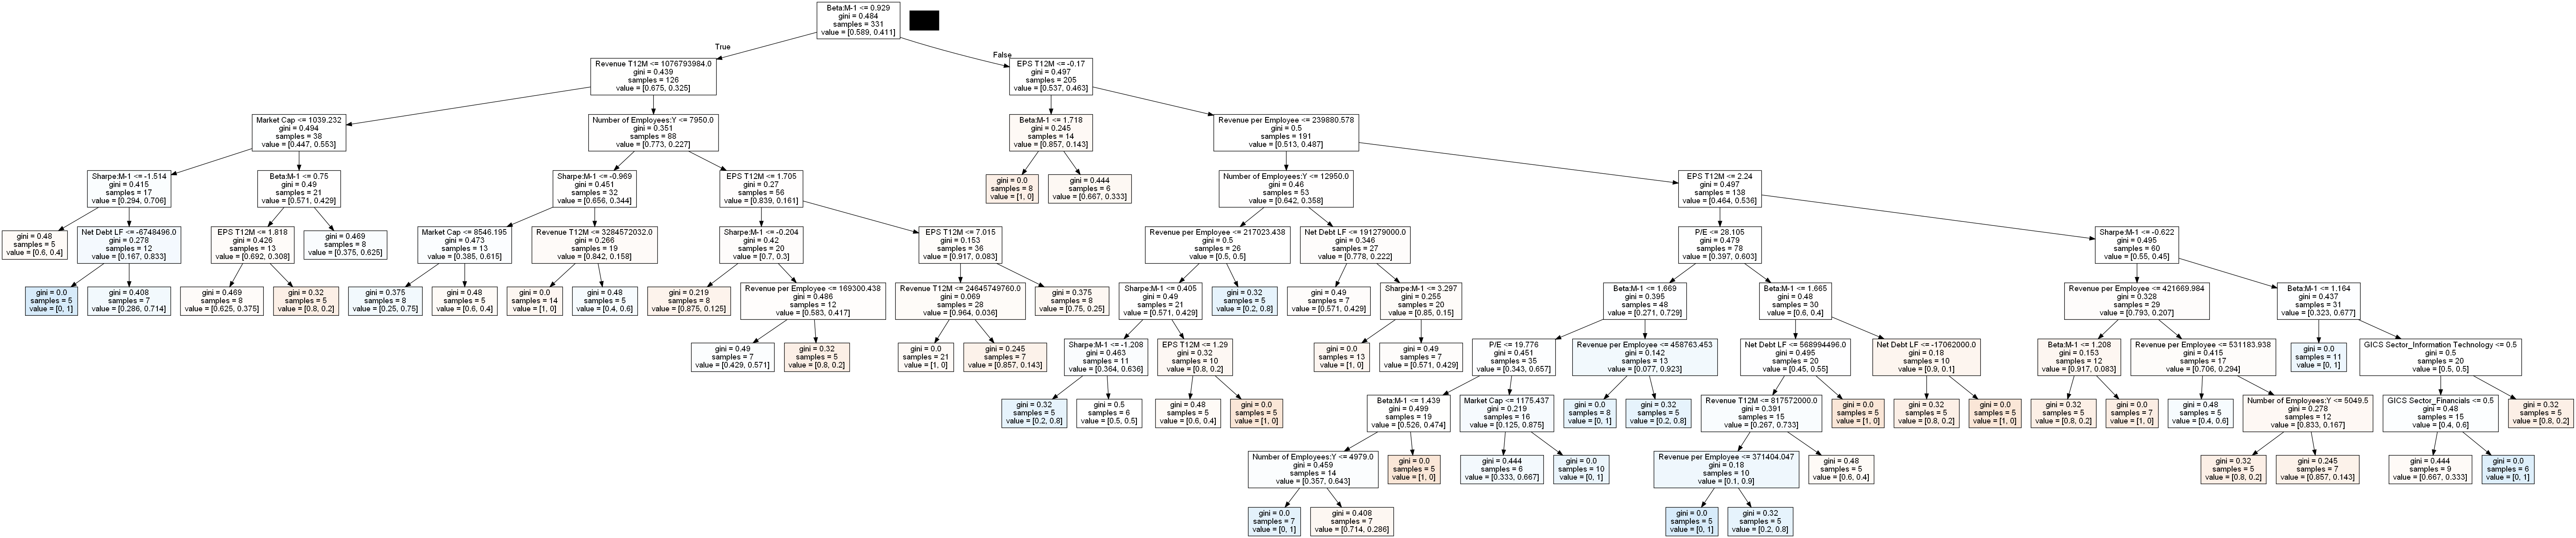 Beta:M-1 <= 0.929
gini = 0.484
samples = 331
value = [0.589, 0.411]
True
False
Revenue T12M <= 1076793984.0
gini = 0.439
samples = 126
value = [0.675, 0.325]
EPS T12M <= -0.17
gini = 0.497
samples = 205
value = [0.537, 0.463]
Market Cap <= 1039.232
gini = 0.494
samples = 38
value = [0.447, 0.553]
Number of Employees:Y <= 7950.0
gini = 0.351
samples = 88
value = [0.773, 0.227]
Beta:M-1 <= 1.718
gini = 0.245
samples = 14
value = [0.857, 0.143]
Revenue per Employee <= 239880.578
gini = 0.5
samples = 191
value = [0.513, 0.487]
Sharpe:M-1 <= -1.514
gini = 0.415
samples = 17
value = [0.294, 0.706]
Beta:M-1 <= 0.75
gini = 0.49
samples = 21
value = [0.571, 0.429]
Sharpe:M-1 <= -0.969
gini = 0.451
samples = 32
value = [0.656, 0.344]
EPS T12M <= 1.705
gini = 0.27
samples = 56
value = [0.839, 0.161]
gini = 0.0
samples = 8
value = [1, 0]
gini = 0.444
samples = 6
value = [0.667, 0.333]
Number of Employees:Y <= 12950.0
gini = 0.46
samples = 53
value = [0.642, 0.358]
EPS T12M <= 2.24
gini = 0.497
samples = 138
value = [0.464, 0.536]
gini = 0.48
samples = 5
value = [0.6, 0.4]
Net Debt LF <= -6748496.0
gini = 0.278
samples = 12
value = [0.167, 0.833]
EPS T12M <= 1.818
gini = 0.426
samples = 13
value = [0.692, 0.308]
gini = 0.469
samples = 8
value = [0.375, 0.625]
Market Cap <= 8546.195
gini = 0.473
samples = 13
value = [0.385, 0.615]
Revenue T12M <= 3284572032.0
gini = 0.266
samples = 19
value = [0.842, 0.158]
Sharpe:M-1 <= -0.204
gini = 0.42
samples = 20
value = [0.7, 0.3]
EPS T12M <= 7.015
gini = 0.153
samples = 36
value = [0.917, 0.083]
Revenue per Employee <= 217023.438
gini = 0.5
samples = 26
value = [0.5, 0.5]
Net Debt LF <= 191279000.0
gini = 0.346
samples = 27
value = [0.778, 0.222]
P/E <= 28.105
gini = 0.479
samples = 78
value = [0.397, 0.603]
Sharpe:M-1 <= -0.622
gini = 0.495
samples = 60
value = [0.55, 0.45]
gini = 0.0
samples = 5
value = [0, 1]
gini = 0.408
samples = 7
value = [0.286, 0.714]
gini = 0.469
samples = 8
value = [0.625, 0.375]
gini = 0.32
samples = 5
value = [0.8, 0.2]
gini = 0.375
samples = 8
value = [0.25, 0.75]
gini = 0.48
samples = 5
value = [0.6, 0.4]
gini = 0.0
samples = 14
value = [1, 0]
gini = 0.48
samples = 5
value = [0.4, 0.6]
gini = 0.219
samples = 8
value = [0.875, 0.125]
Revenue per Employee <= 169300.438
gini = 0.486
samples = 12
value = [0.583, 0.417]
Revenue T12M <= 24645749760.0
gini = 0.069
samples = 28
value = [0.964, 0.036]
gini = 0.375
samples = 8
value = [0.75, 0.25]
Sharpe:M-1 <= 0.405
gini = 0.49
samples = 21
value = [0.571, 0.429]
gini = 0.32
samples = 5
value = [0.2, 0.8]
gini = 0.49
samples = 7
value = [0.571, 0.429]
Sharpe:M-1 <= 3.297
gini = 0.255
samples = 20
value = [0.85, 0.15]
Beta:M-1 <= 1.669
gini = 0.395
samples = 48
value = [0.271, 0.729]
Beta:M-1 <= 1.665
gini = 0.48
samples = 30
value = [0.6, 0.4]
Revenue per Employee <= 421669.984
gini = 0.328
samples = 29
value = [0.793, 0.207]
Beta:M-1 <= 1.164
gini = 0.437
samples = 31
value = [0.323, 0.677]
gini = 0.49
samples = 7
value = [0.429, 0.571]
gini = 0.32
samples = 5
value = [0.8, 0.2]
gini = 0.0
samples = 21
value = [1, 0]
gini = 0.245
samples = 7
value = [0.857, 0.143]
Sharpe:M-1 <= -1.208
gini = 0.463
samples = 11
value = [0.364, 0.636]
EPS T12M <= 1.29
gini = 0.32
samples = 10
value = [0.8, 0.2]
gini = 0.0
samples = 13
value = [1, 0]
gini = 0.49
samples = 7
value = [0.571, 0.429]
P/E <= 19.776
gini = 0.451
samples = 35
value = [0.343, 0.657]
Revenue per Employee <= 458763.453
gini = 0.142
samples = 13
value = [0.077, 0.923]
Net Debt LF <= 568994496.0
gini = 0.495
samples = 20
value = [0.45, 0.55]
Net Debt LF <= -17062000.0
gini = 0.18
samples = 10
value = [0.9, 0.1]
Beta:M-1 <= 1.208
gini = 0.153
samples = 12
value = [0.917, 0.083]
Revenue per Employee <= 531183.938
gini = 0.415
samples = 17
value = [0.706, 0.294]
gini = 0.0
samples = 11
value = [0, 1]
GICS Sector_Information Technology <= 0.5
gini = 0.5
samples = 20
value = [0.5, 0.5]
gini = 0.32
samples = 5
value = [0.2, 0.8]
gini = 0.5
samples = 6
value = [0.5, 0.5]
gini = 0.48
samples = 5
value = [0.6, 0.4]
gini = 0.0
samples = 5
value = [1, 0]
Beta:M-1 <= 1.439
gini = 0.499
samples = 19
value = [0.526, 0.474]
Market Cap <= 1175.437
gini = 0.219
samples = 16
value = [0.125, 0.875]
gini = 0.0
samples = 8
value = [0, 1]
gini = 0.32
samples = 5
value = [0.2, 0.8]
Revenue T12M <= 817572000.0
gini = 0.391
samples = 15
value = [0.267, 0.733]
gini = 0.0
samples = 5
value = [1, 0]
gini = 0.32
samples = 5
value = [0.8, 0.2]
gini = 0.0
samples = 5
value = [1, 0]
gini = 0.32
samples = 5
value = [0.8, 0.2]
gini = 0.0
samples = 7
value = [1, 0]
gini = 0.48
samples = 5
value = [0.4, 0.6]
Number of Employees:Y <= 5049.5
gini = 0.278
samples = 12
value = [0.833, 0.167]
GICS Sector_Financials <= 0.5
gini = 0.48
samples = 15
value = [0.4, 0.6]
gini = 0.32
samples = 5
value = [0.8, 0.2]
Number of Employees:Y <= 4979.0
gini = 0.459
samples = 14
value = [0.357, 0.643]
gini = 0.0
samples = 5
value = [1, 0]
gini = 0.444
samples = 6
value = [0.333, 0.667]
gini = 0.0
samples = 10
value = [0, 1]
Revenue per Employee <= 371404.047
gini = 0.18
samples = 10
value = [0.1, 0.9]
gini = 0.48
samples = 5
value = [0.6, 0.4]
gini = 0.32
samples = 5
value = [0.8, 0.2]
gini = 0.245
samples = 7
value = [0.857, 0.143]
gini = 0.444
samples = 9
value = [0.667, 0.333]
gini = 0.0
samples = 6
value = [0, 1]
gini = 0.0
samples = 7
value = [0, 1]
gini = 0.408
samples = 7
value = [0.714, 0.286]
gini = 0.0
samples = 5
value = [0, 1]
gini = 0.32
samples = 5
value = [0.2, 0.8]